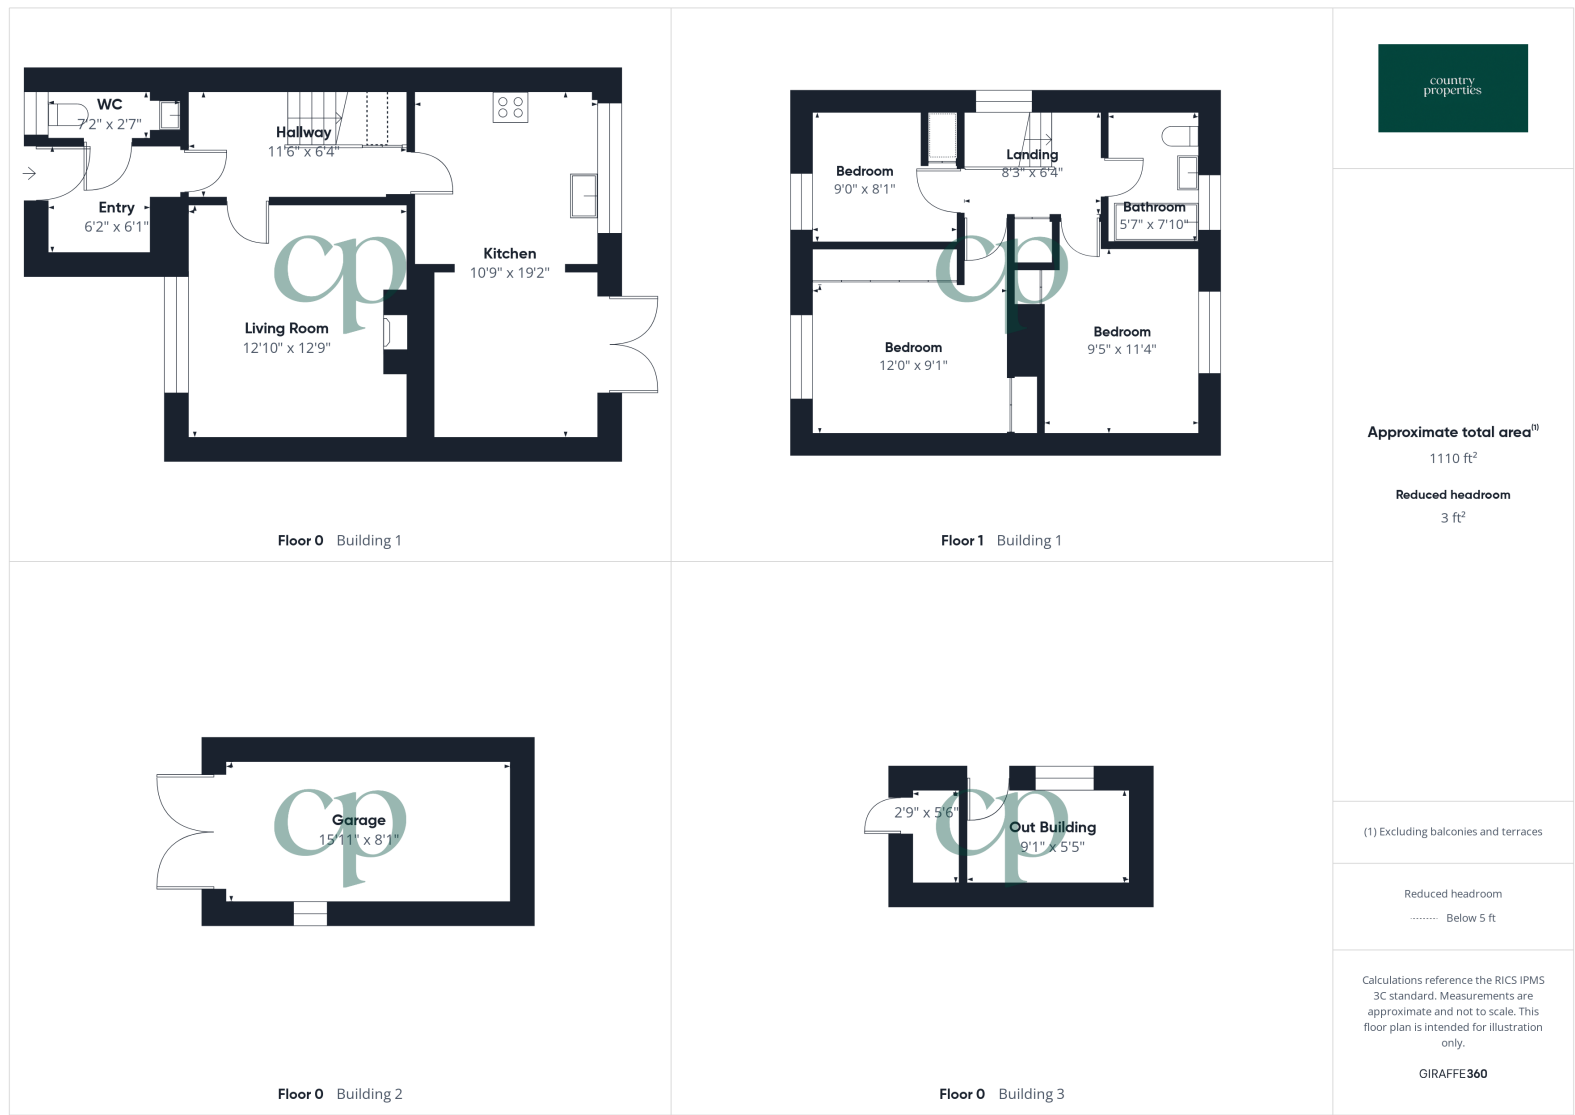 WC
7'2" x 2'7"
Hallway
11'6" x 6'4"
Entry
6'2" x 6'1"
Kitchen
10'9" x 19'2"
cp
Living Room
12'10" x 12'9"
Floor 0 Building 1
Bedroom
9'0" x 8'1"
Landing
8'3" x 6'4"
Bathroom
5'7" x 7'10"
cp
Bedroom
12'0" x 9'1"
Bedroom
9'5" x 11'4"
Floor 1 Building 1
cp
Garage
15'11" x 8'1"
Floor 0 Building 2
cp
2'9" x 5'6"
Out Building
9'1" x 5'5"
Floor 0 Building 3
country
properties
Approximate total area(1)
1110 ft²
Reduced headroom
3 ft²
(1) Excluding balconies and terraces
Reduced headroom
Below 5 ft
Calculations reference the RICS IPMS
3C standard. Measurements are
approximate and not to scale. This
floor plan is intended for illustration
only.
GIRAFFE360